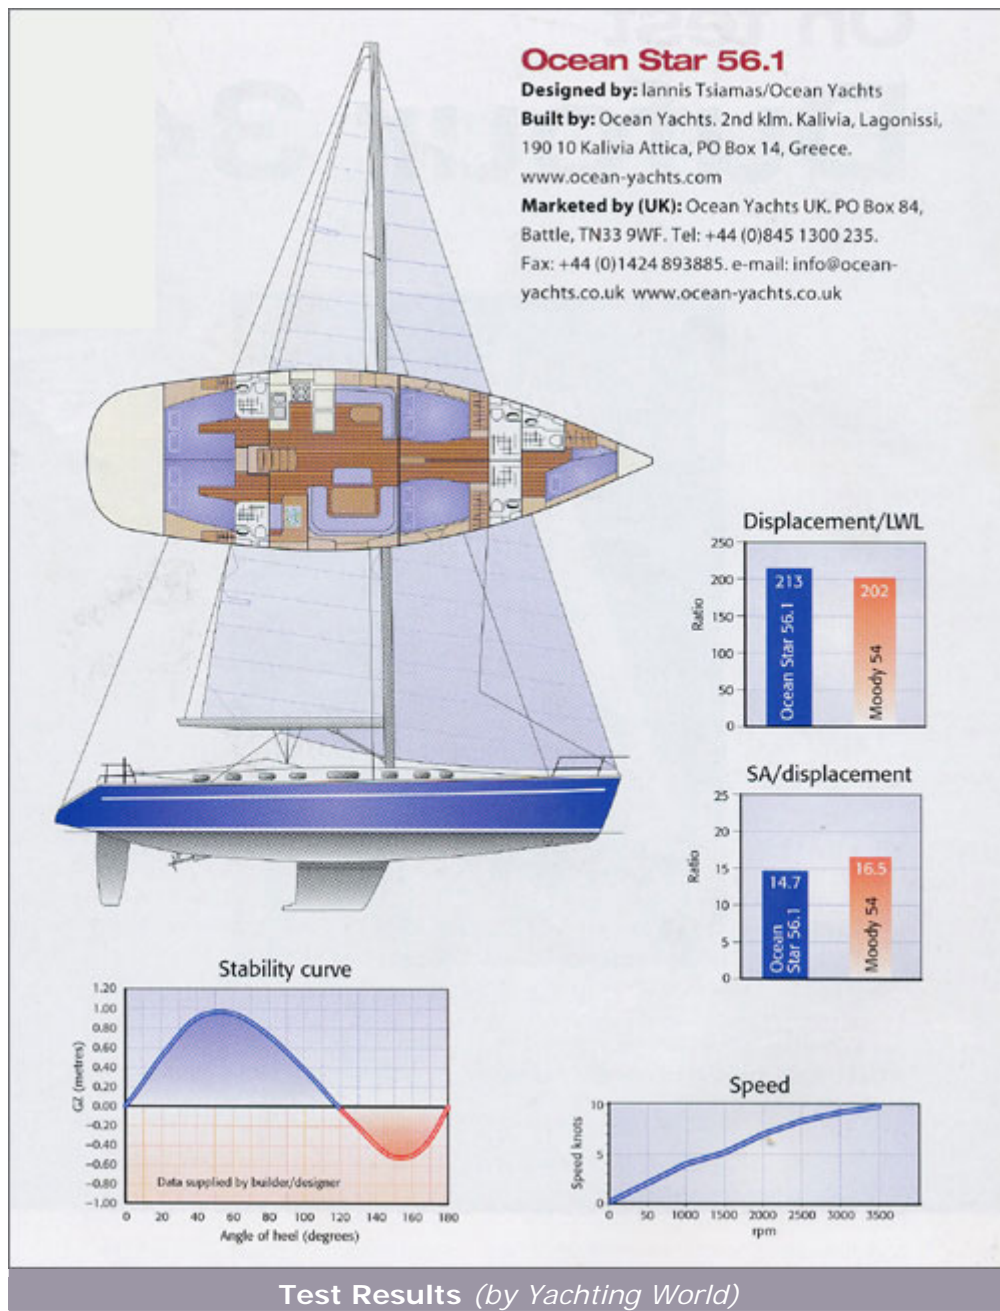 Ocean Star 56.1
Designed by: Iannis Tsiamas/Ocean Yachts
Built by: Ocean Yachts. 2nd klm. Kalivia, Lagonissi,
190 10 Kalivia Attica, PO Box 14, Greece.
www.ocean-yachts.com
Marketed by (UK): Ocean Yachts UK. PO Box 84,
Battle, TN33 9WF. Tel: +44 (0)845 1300 235.
Fax: +44 (0)1424 893885. e-mail: info@ocean-
yachts.co.uk www.ocean-yachts.co.uk
Displacement/LWL
250
200
150
100
50
0
Ratio
213
Ocean Star 56.1
202
Moody 54
SA/displacement
25
20
15
10
5
0
Ratio
14.7
Ocean
Star 56.1
16.5
Moody 54
Stability curve
1.20
1.00
0.80
0.60
0.40
0.20
0.00
-0.20
-0.40
-0.60
-0.80
-1.00
GZ (metres)
Data supplied by builder/designer
0 20 40 60 80 100 120 140 160 180
Angle of heel (degrees)
Speed
10
5
0
Speed knots
0 50 1000 1500 2000 2500 3000 3500
rpm
Test Results (by Yachting World)